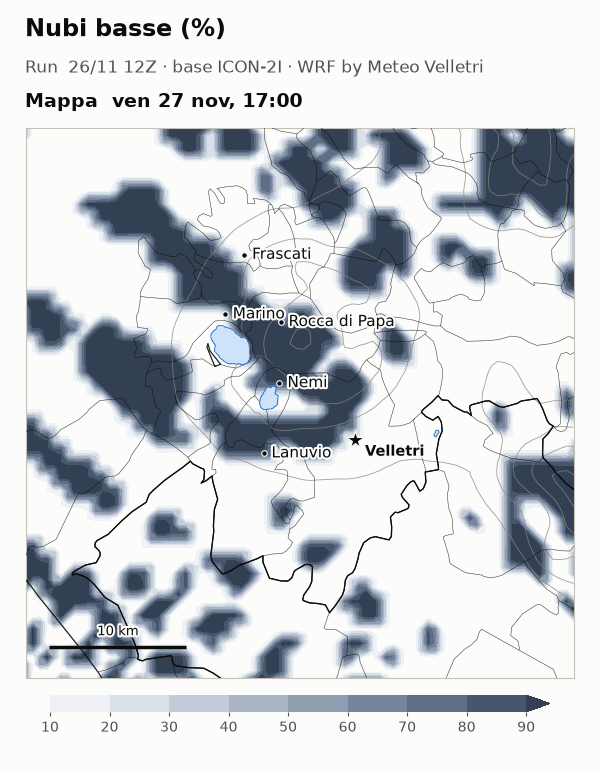 Nubi basse (%)
Run 26/11 12Z · base ICON-2I · WRF by Meteo Velletri
Mappa ven 27 nov, 17:00
Frascati
Marino
Rocca di Papa
Nemi
Velletri
Lanuvio
10 km
10 20 30 40 50 60 70 80 90